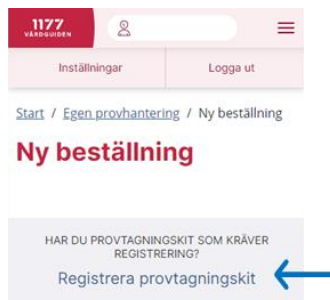 1177
VÅRDGUIDEN
Inställningar Logga ut
Start / Egen provhantering / Ny beställning
Ny beställning
HAR DU PROVTAGNINGSKIT SOM KRÄVER
REGISTRERING?
Registrera provtagningskit